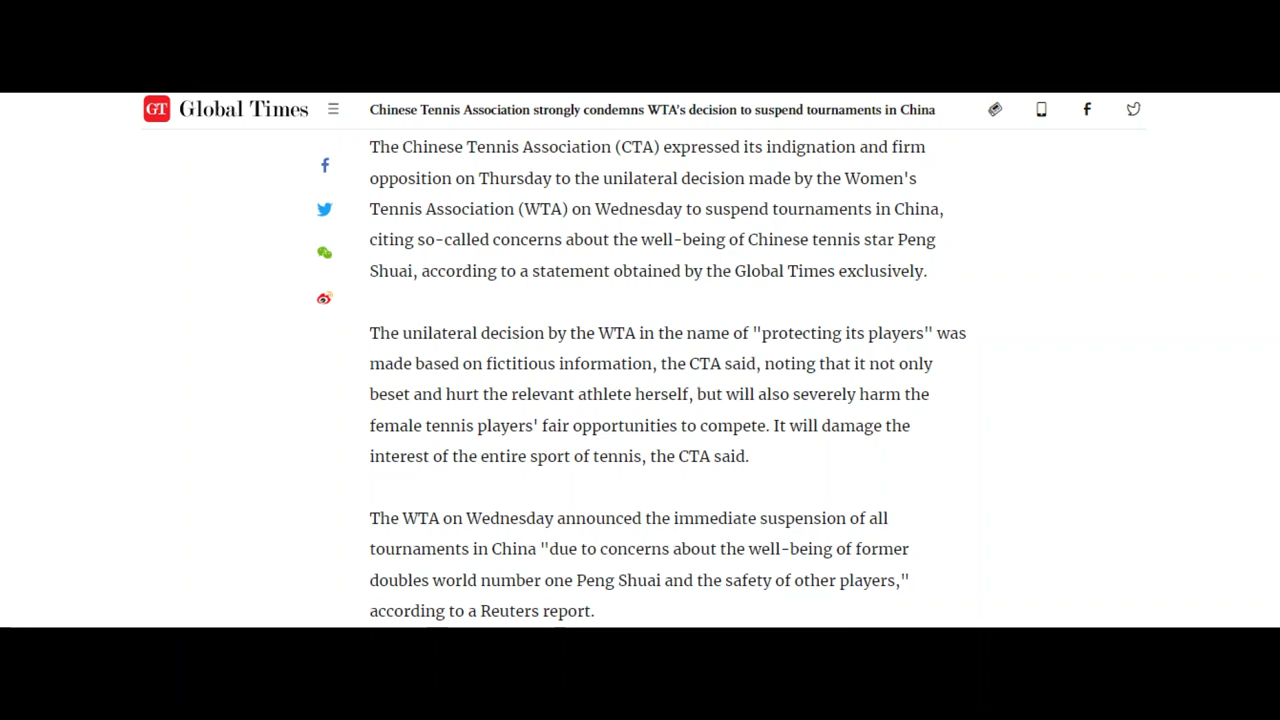 GT Global Times
Chinese Tennis Association strongly condemns WTA's decision to suspend tournaments in China
The Chinese Tennis Association (CTA) expressed its indignation and firm
opposition on Thursday to the unilateral decision made by the Women's
Tennis Association (WTA) on Wednesday to suspend tournaments in China,
citing so-called concerns about the well-being of Chinese tennis star Peng
Shuai, according to a statement obtained by the Global Times exclusively.
The unilateral decision by the WTA in the name of "protecting its players" was
made based on fictitious information, the CTA said, noting that it not only
beset and hurt the relevant athlete herself, but will also severely harm the
female tennis players' fair opportunities to compete. It will damage the
interest of the entire sport of tennis, the CTA said.
The WTA on Wednesday announced the immediate suspension of all
tournaments in China "due to concerns about the well-being of former
doubles world number one Peng Shuai and the safety of other players,"
according to a Reuters report.